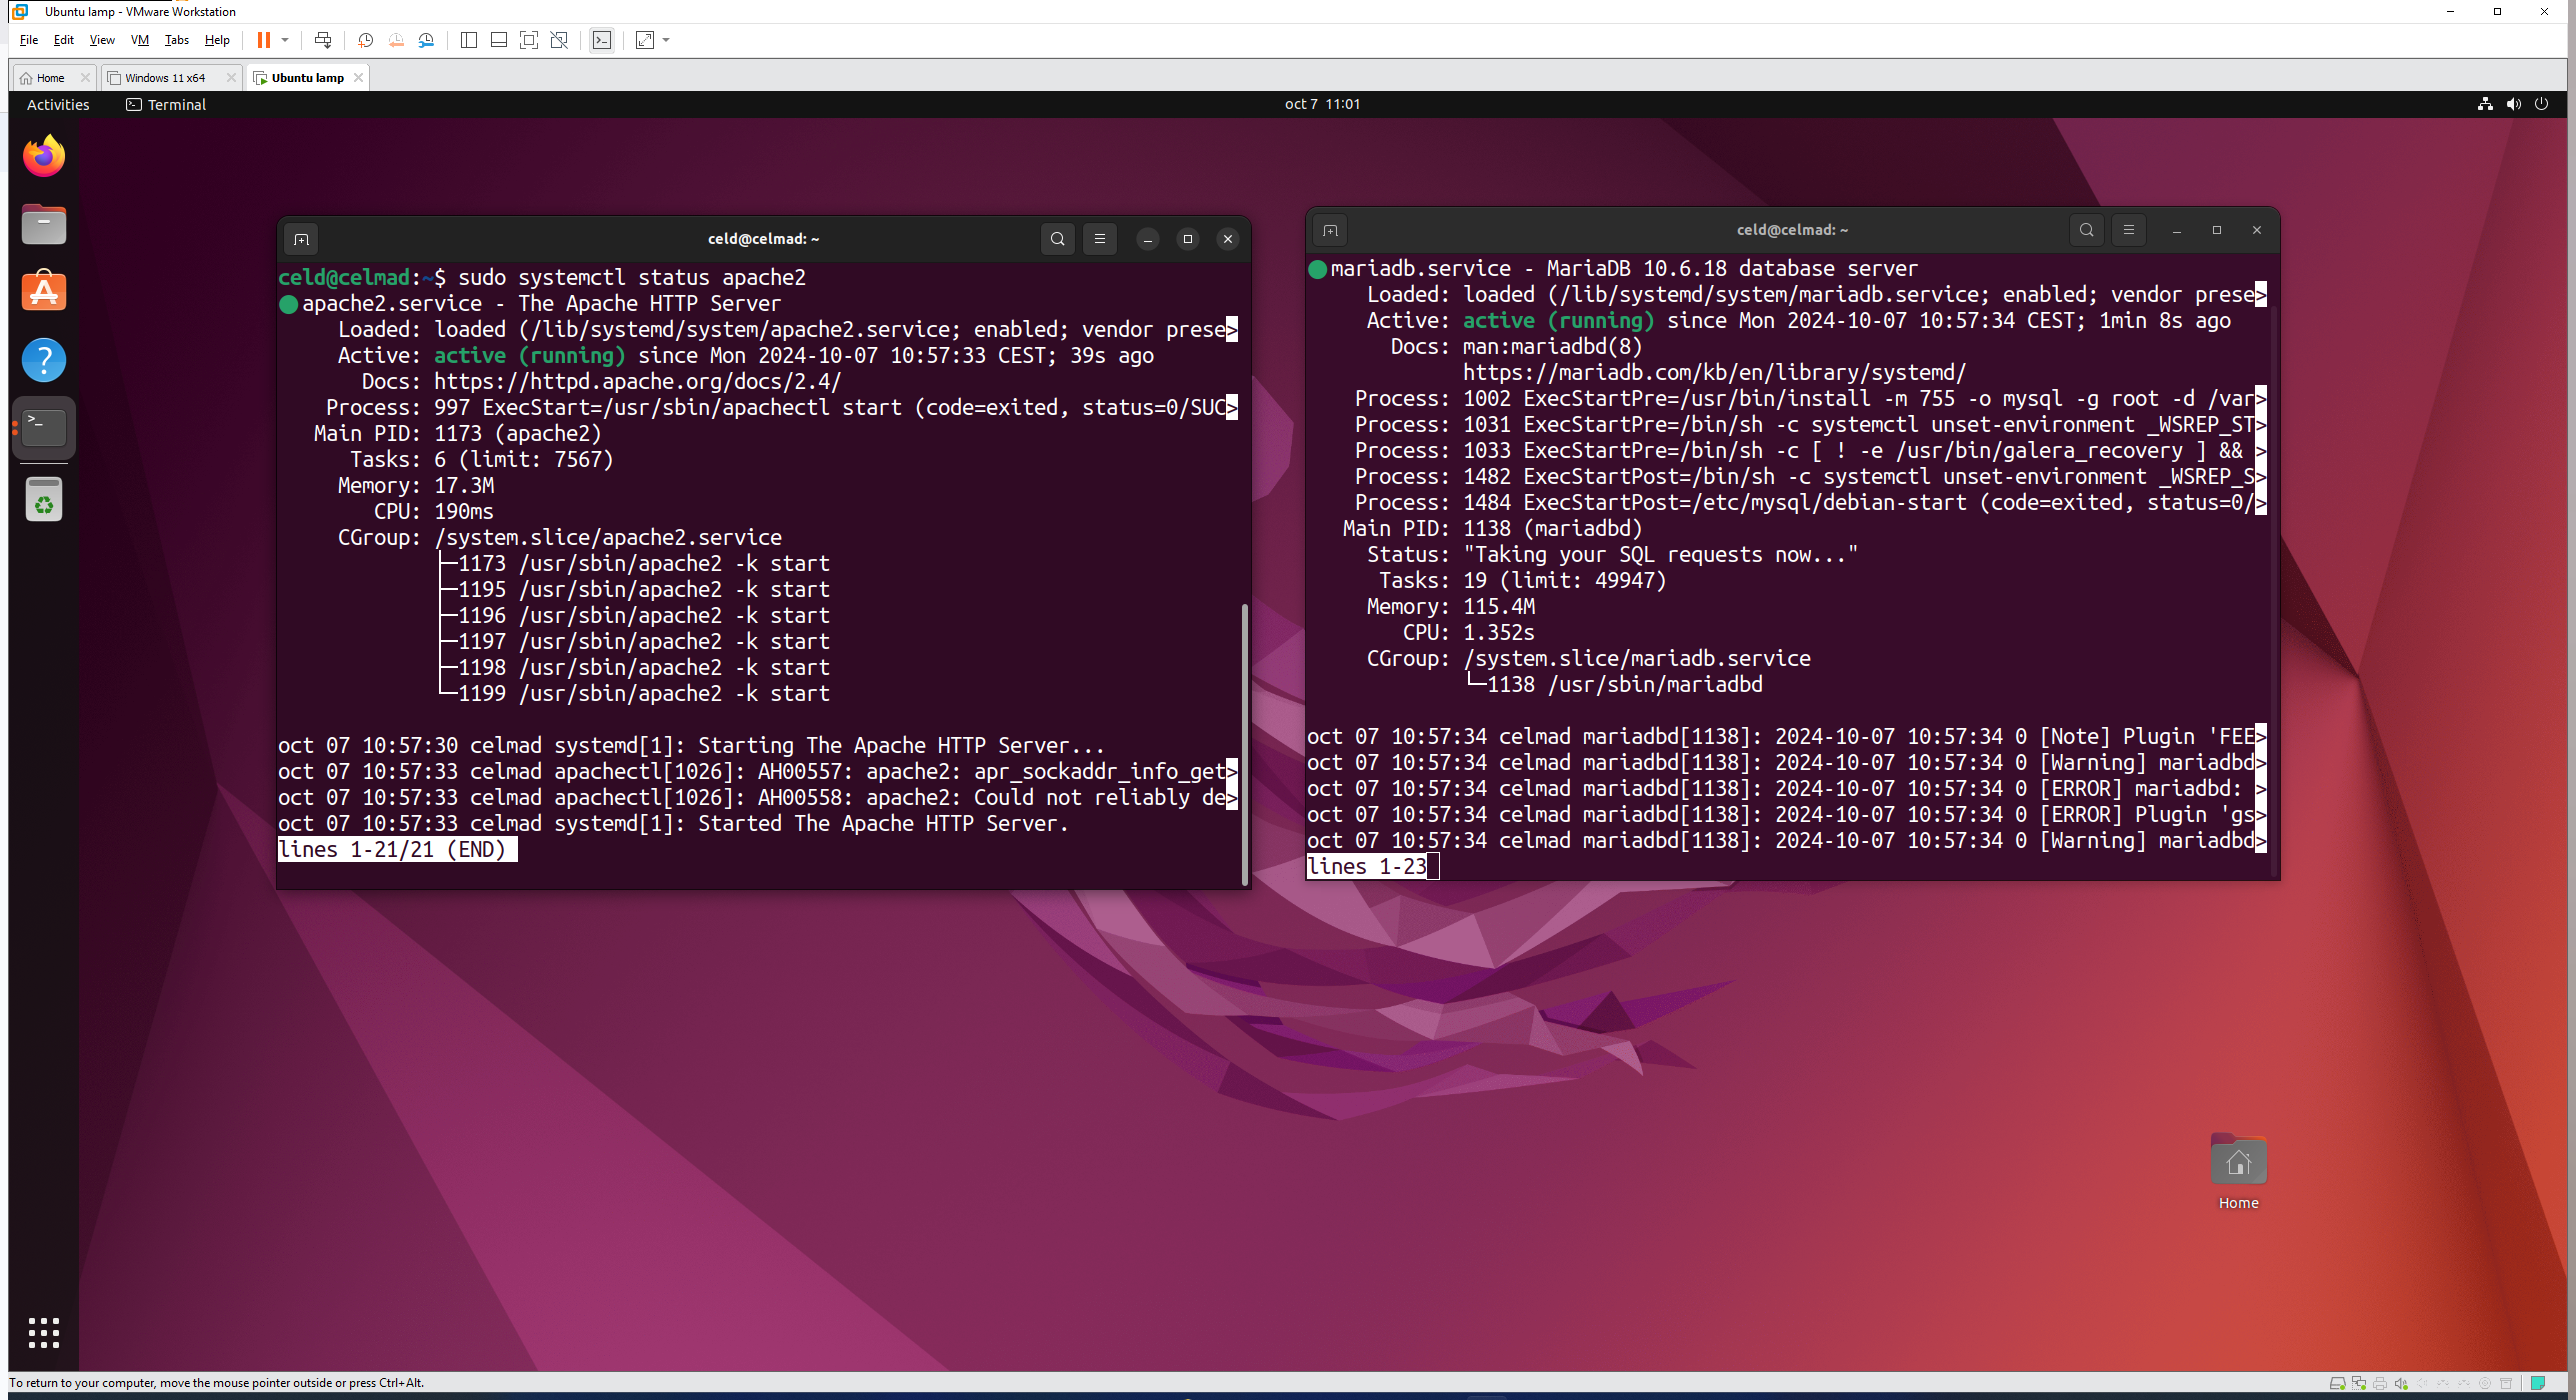 Ubuntu lamp - VMware Workstation
File Edit View VM Tabs Help
Home
Windows 11 x64
Ubuntu lamp
Activities
Terminal
oct 7 11:01
celd@celmad: ~
celd@celmad:~$ sudo systemctl status apache2
apache2.service - The Apache HTTP Server
Loaded: loaded (/lib/systemd/system/apache2.service; enabled; vendor prese>
Active: active (running) since Mon 2024-10-07 10:57:33 CEST; 39s ago
Docs: https://httpd.apache.org/docs/2.4/
Process: 997 ExecStart=/usr/sbin/apachectl start (code=exited, status=0/SUC>
Main PID: 1173 (apache2)
Tasks: 6 (limit: 7567)
Memory: 17.3M
CPU: 190ms
CGroup: /system.slice/apache2.service
├─1173 /usr/sbin/apache2 -k start
├─1195 /usr/sbin/apache2 -k start
├─1196 /usr/sbin/apache2 -k start
├─1197 /usr/sbin/apache2 -k start
├─1198 /usr/sbin/apache2 -k start
└─1199 /usr/sbin/apache2 -k start
oct 07 10:57:30 celmad systemd[1]: Starting The Apache HTTP Server...
oct 07 10:57:33 celmad apachectl[1026]: AH00557: apache2: apr_sockaddr_info_get>
oct 07 10:57:33 celmad apachectl[1026]: AH00558: apache2: Could not reliably de>
oct 07 10:57:33 celmad systemd[1]: Started The Apache HTTP Server.
lines 1-21/21 (END)
celd@celmad: ~
mariadb.service - MariaDB 10.6.18 database server
Loaded: loaded (/lib/systemd/system/mariadb.service; enabled; vendor prese>
Active: active (running) since Mon 2024-10-07 10:57:34 CEST; 1min 8s ago
Docs: man:mariadbd(8)
https://mariadb.com/kb/en/library/systemd/
Process: 1002 ExecStartPre=/usr/bin/install -m 755 -o mysql -g root -d /var>
Process: 1031 ExecStartPre=/bin/sh -c systemctl unset-environment _WSREP_ST>
Process: 1033 ExecStartPre=/bin/sh -c [ ! -e /usr/bin/galera_recovery ] && >
Process: 1482 ExecStartPost=/bin/sh -c systemctl unset-environment _WSREP_S>
Process: 1484 ExecStartPost=/etc/mysql/debian-start (code=exited, status=0/>
Main PID: 1138 (mariadbd)
Status: "Taking your SQL requests now..."
Tasks: 19 (limit: 49947)
Memory: 115.4M
CPU: 1.352s
CGroup: /system.slice/mariadb.service
└─1138 /usr/sbin/mariadbd
oct 07 10:57:34 celmad mariadbd[1138]: 2024-10-07 10:57:34 0 [Note] Plugin 'FEE>
oct 07 10:57:34 celmad mariadbd[1138]: 2024-10-07 10:57:34 0 [Warning] mariadbd>
oct 07 10:57:34 celmad mariadbd[1138]: 2024-10-07 10:57:34 0 [ERROR] mariadbd: >
oct 07 10:57:34 celmad mariadbd[1138]: 2024-10-07 10:57:34 0 [ERROR] Plugin 'gs>
oct 07 10:57:34 celmad mariadbd[1138]: 2024-10-07 10:57:34 0 [Warning] mariadbd>
lines 1-23
Home
To return to your computer, move the mouse pointer outside or press Ctrl+Alt.